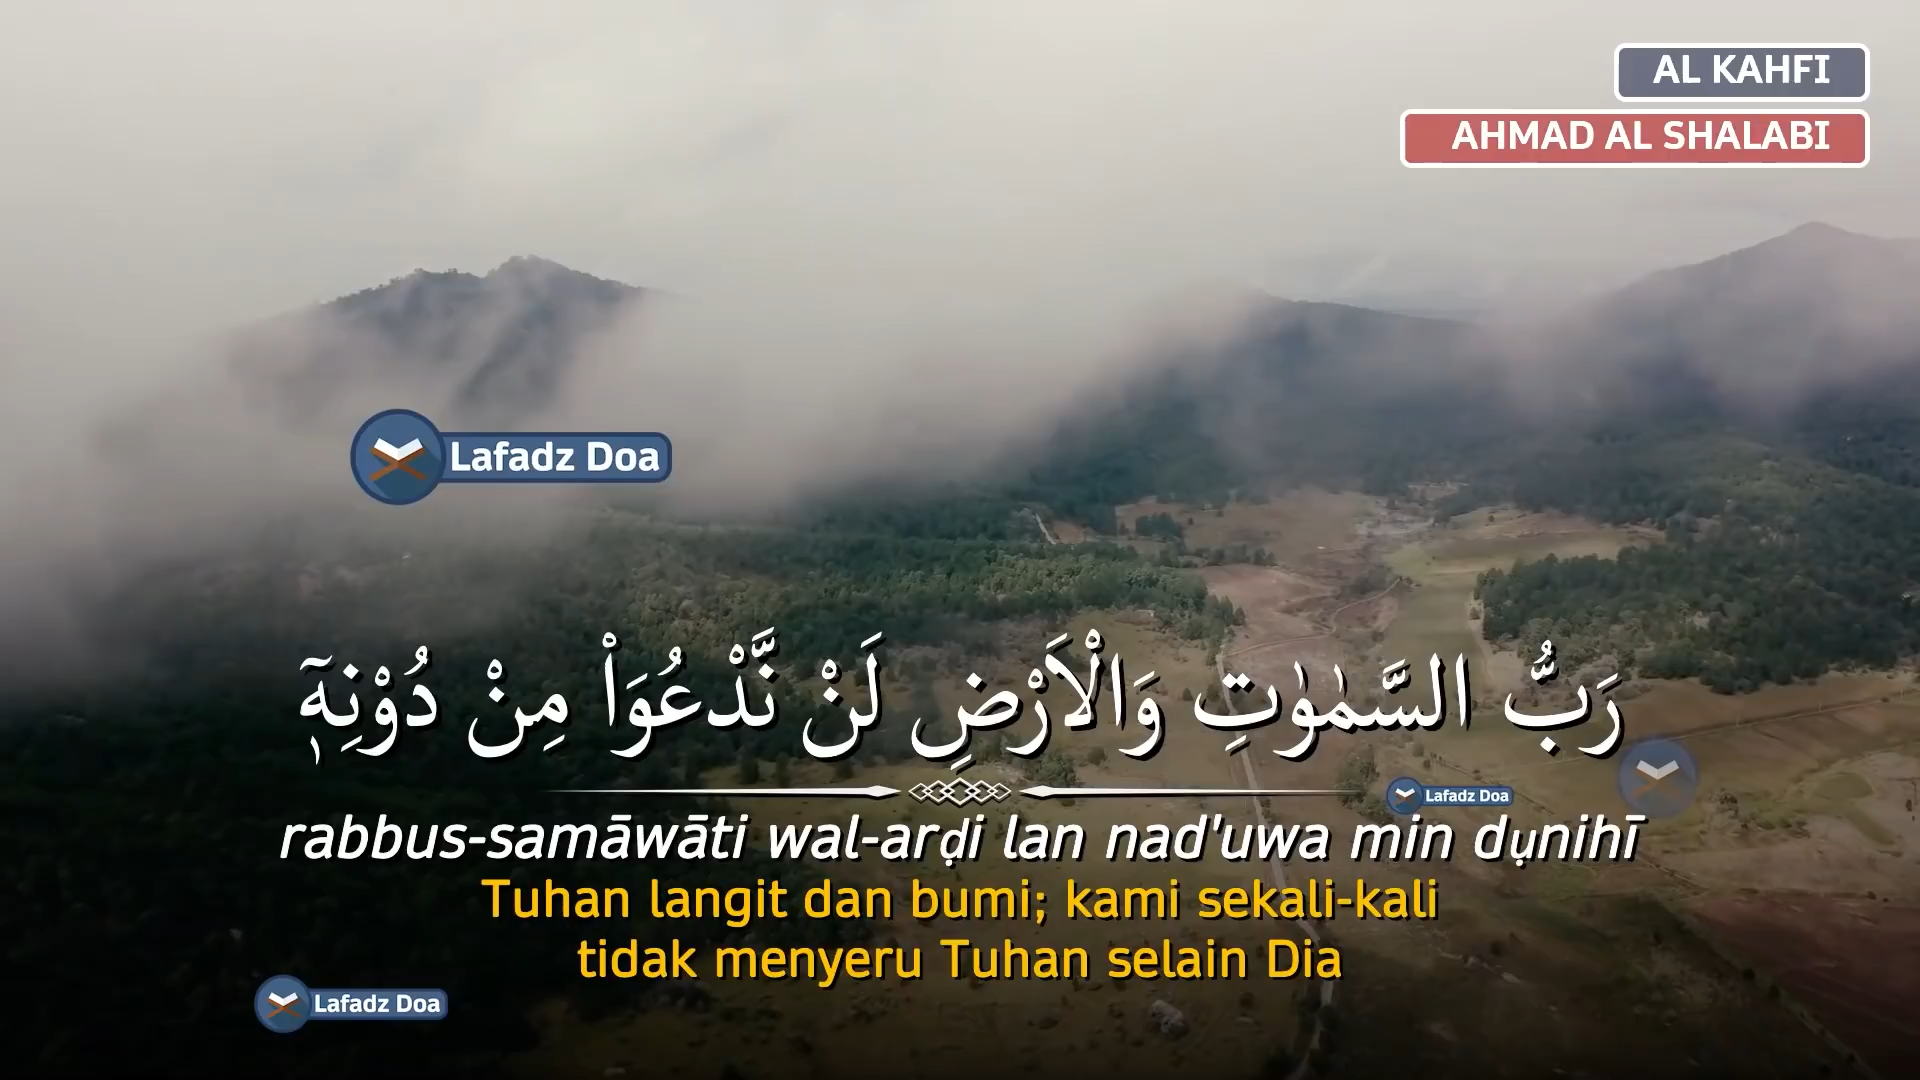 AL KAHFI
AHMAD AL SHALABI
Lafadz Doa
رَبُّ السَّمٰوٰتِ وَالْاَرْضِ لَنْ نَّدْعُوَا۟ مِنْ دُوْنِهٖٓ
Lafadz Doa
rabbus-samāwāti wal-arḍi lan nad'uwa min dụnihī
Tuhan langit dan bumi; kami sekali-kali
tidak menyeru Tuhan selain Dia
Lafadz Doa